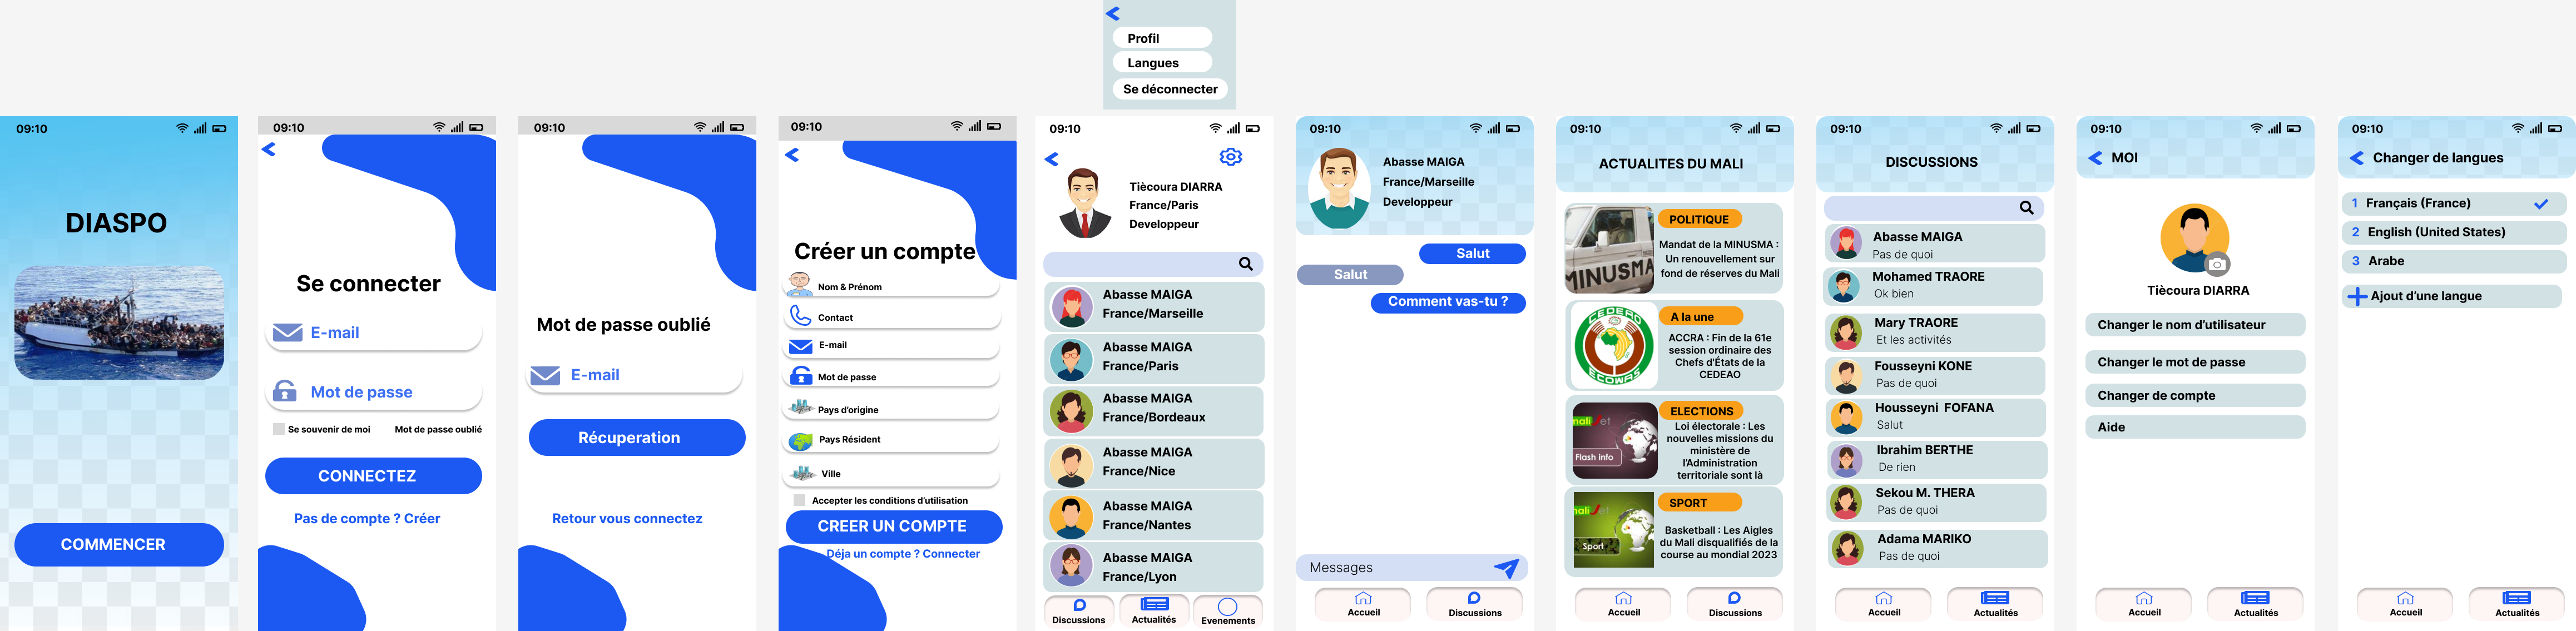 Profil
Langues
Se déconnecter
09:10
DIASPO
COMMENCER
09:10
Se connecter
E-mail
Mot de passe
Se souvenir de moi
Mot de passe oublié
CONNECTEZ
Pas de compte ? Créer
09:10
Mot de passe oublié
E-mail
Récuperation
Retour vous connectez
09:10
Créer un compte
Nom & Prénom
Contact
E-mail
Mot de passe
Pays d'origine
Pays Résident
Ville
Accepter les conditions d'utilisation
CREER UN COMPTE
Déja un compte ? Connecter
09:10
Tiècoura DIARRA
France/Paris
Developpeur
Abasse MAIGA
France/Marseille
Abasse MAIGA
France/Paris
Abasse MAIGA
France/Bordeaux
Abasse MAIGA
France/Nice
Abasse MAIGA
France/Nantes
Abasse MAIGA
France/Lyon
Discussions
Actualités
Evenements
09:10
Abasse MAIGA
France/Marseille
Developpeur
Salut
Salut
Comment vas-tu ?
Messages
Accueil
Discussions
09:10
ACTUALITES DU MALI
MINUSMA
POLITIQUE
Mandat de la MINUSMA :
Un renouvellement sur
fond de réserves du Mali
CEDEAO
ECOWAS
A la une
ACCRA : Fin de la 61e
session ordinaire des
Chefs d'États de la
CEDEAO
Flash info
ELECTIONS
Loi électorale : Les
nouvelles missions du
ministère de
l'Administration
territoriale sont là
Sport
SPORT
Basketball : Les Aigles
du Mali disqualifiés de la
course au mondial 2023
Accueil
Discussions
09:10
DISCUSSIONS
Abasse MAIGA
Pas de quoi
Mohamed TRAORE
Ok bien
Mary TRAORE
Et les activités
Fousseyni KONE
Pas de quoi
Housseyni FOFANA
Salut
Ibrahim BERTHE
De rien
Sekou M. THERA
Pas de quoi
Adama MARIKO
Pas de quoi
Accueil
Actualités
09:10
MOI
Tiècoura DIARRA
Changer le nom d'utilisateur
Changer le mot de passe
Changer de compte
Aide
Accueil
Actualités
09:10
Changer de langues
1 Français (France)
2 English (United States)
3 Arabe
Ajout d'une langue
Accueil
Actualités